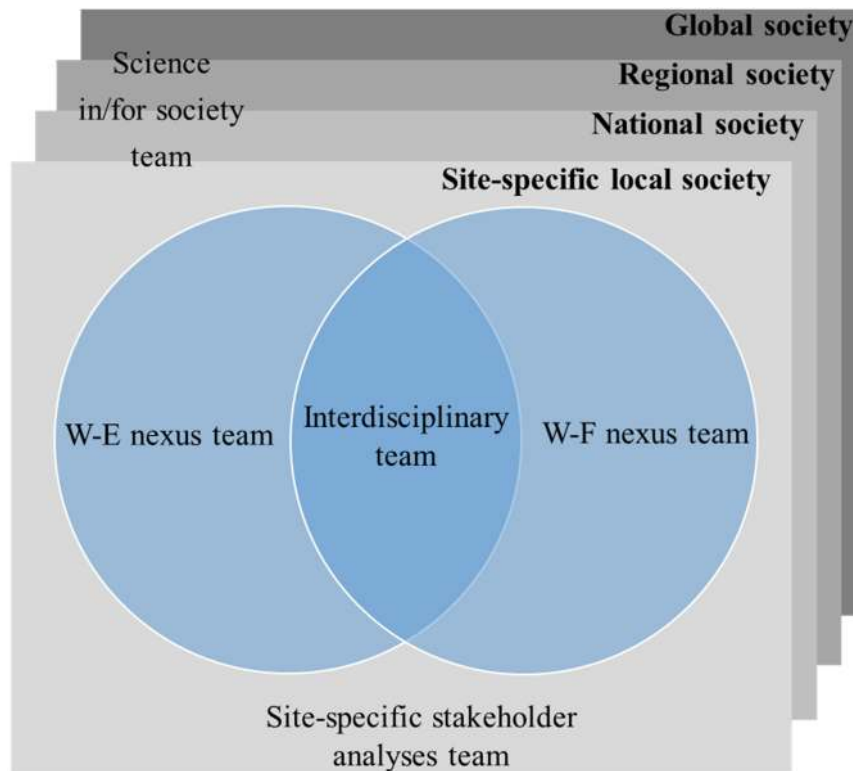 Global society
Regional society
National society
Site-specific local society
Science
in/for society
team
W-E nexus team
Interdisciplinary
team
W-F nexus team
Site-specific stakeholder
analyses team